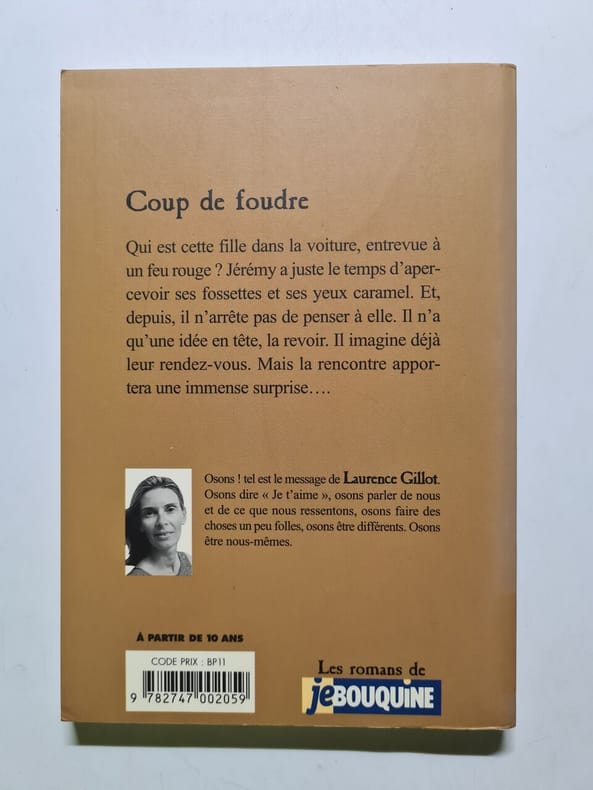 Coup de foudre
Qui est cette fille dans la voiture, entrevue à
un feu rouge ? Jérémy a juste le temps d'aper-
cevoir ses fossettes et ses yeux caramel. Et,
depuis, il n'arrête pas de penser à elle. Il n'a
qu'une idée en tête, la revoir. Il imagine déjà
leur rendez-vous. Mais la rencontre appor-
tera une immense surprise….
Osons ! tel est le message de Laurence Gillot.
Osons dire « Je t'aime », osons parler de nous
et de ce que nous ressentons, osons faire des
choses un peu folles, osons être différents. Osons
être nous-mêmes.
À PARTIR DE 10 ANS
CODE PRIX : BP11
9 782747 002059
Les romans de
je BOUQUINE